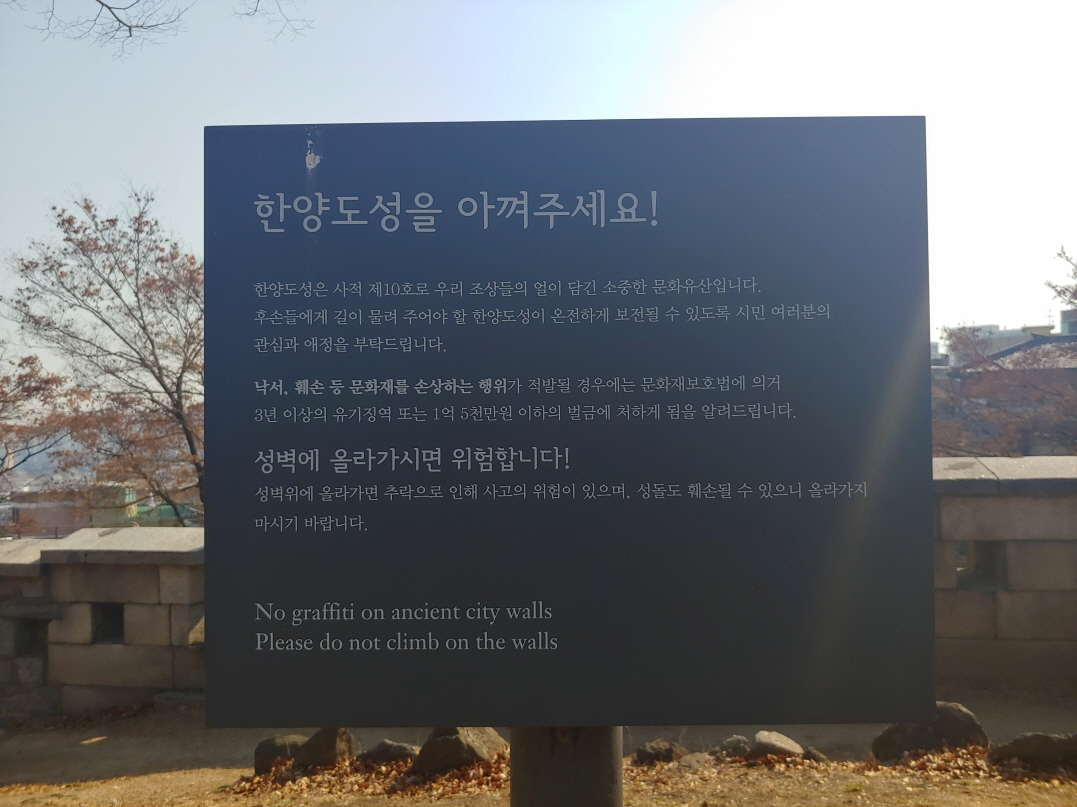 한양도성을 아껴주세요!
한양도성은 사적 제10호로 우리 조상들의 얼이 담긴 소중한 문화유산입니다.
후손들에게 길이 물려 주어야 할 한양도성이 온전하게 보전될 수 있도록 시민 여러분의
관심과 애정을 부탁드립니다.
낙서, 훼손 등 문화재를 손상하는 행위가 적발될 경우에는 문화재보호법에 의거
3년 이상의 유기징역 또는 1억 5천만원 이하의 벌금에 처하게 됨을 알려드립니다.
성벽에 올라가시면 위험합니다!
성벽위에 올라가면 추락으로 인해 사고의 위험이 있으며, 성돌도 훼손될 수 있으니 올라가지
마시기 바랍니다.
No graffiti on ancient city walls
Please do not climb on the walls